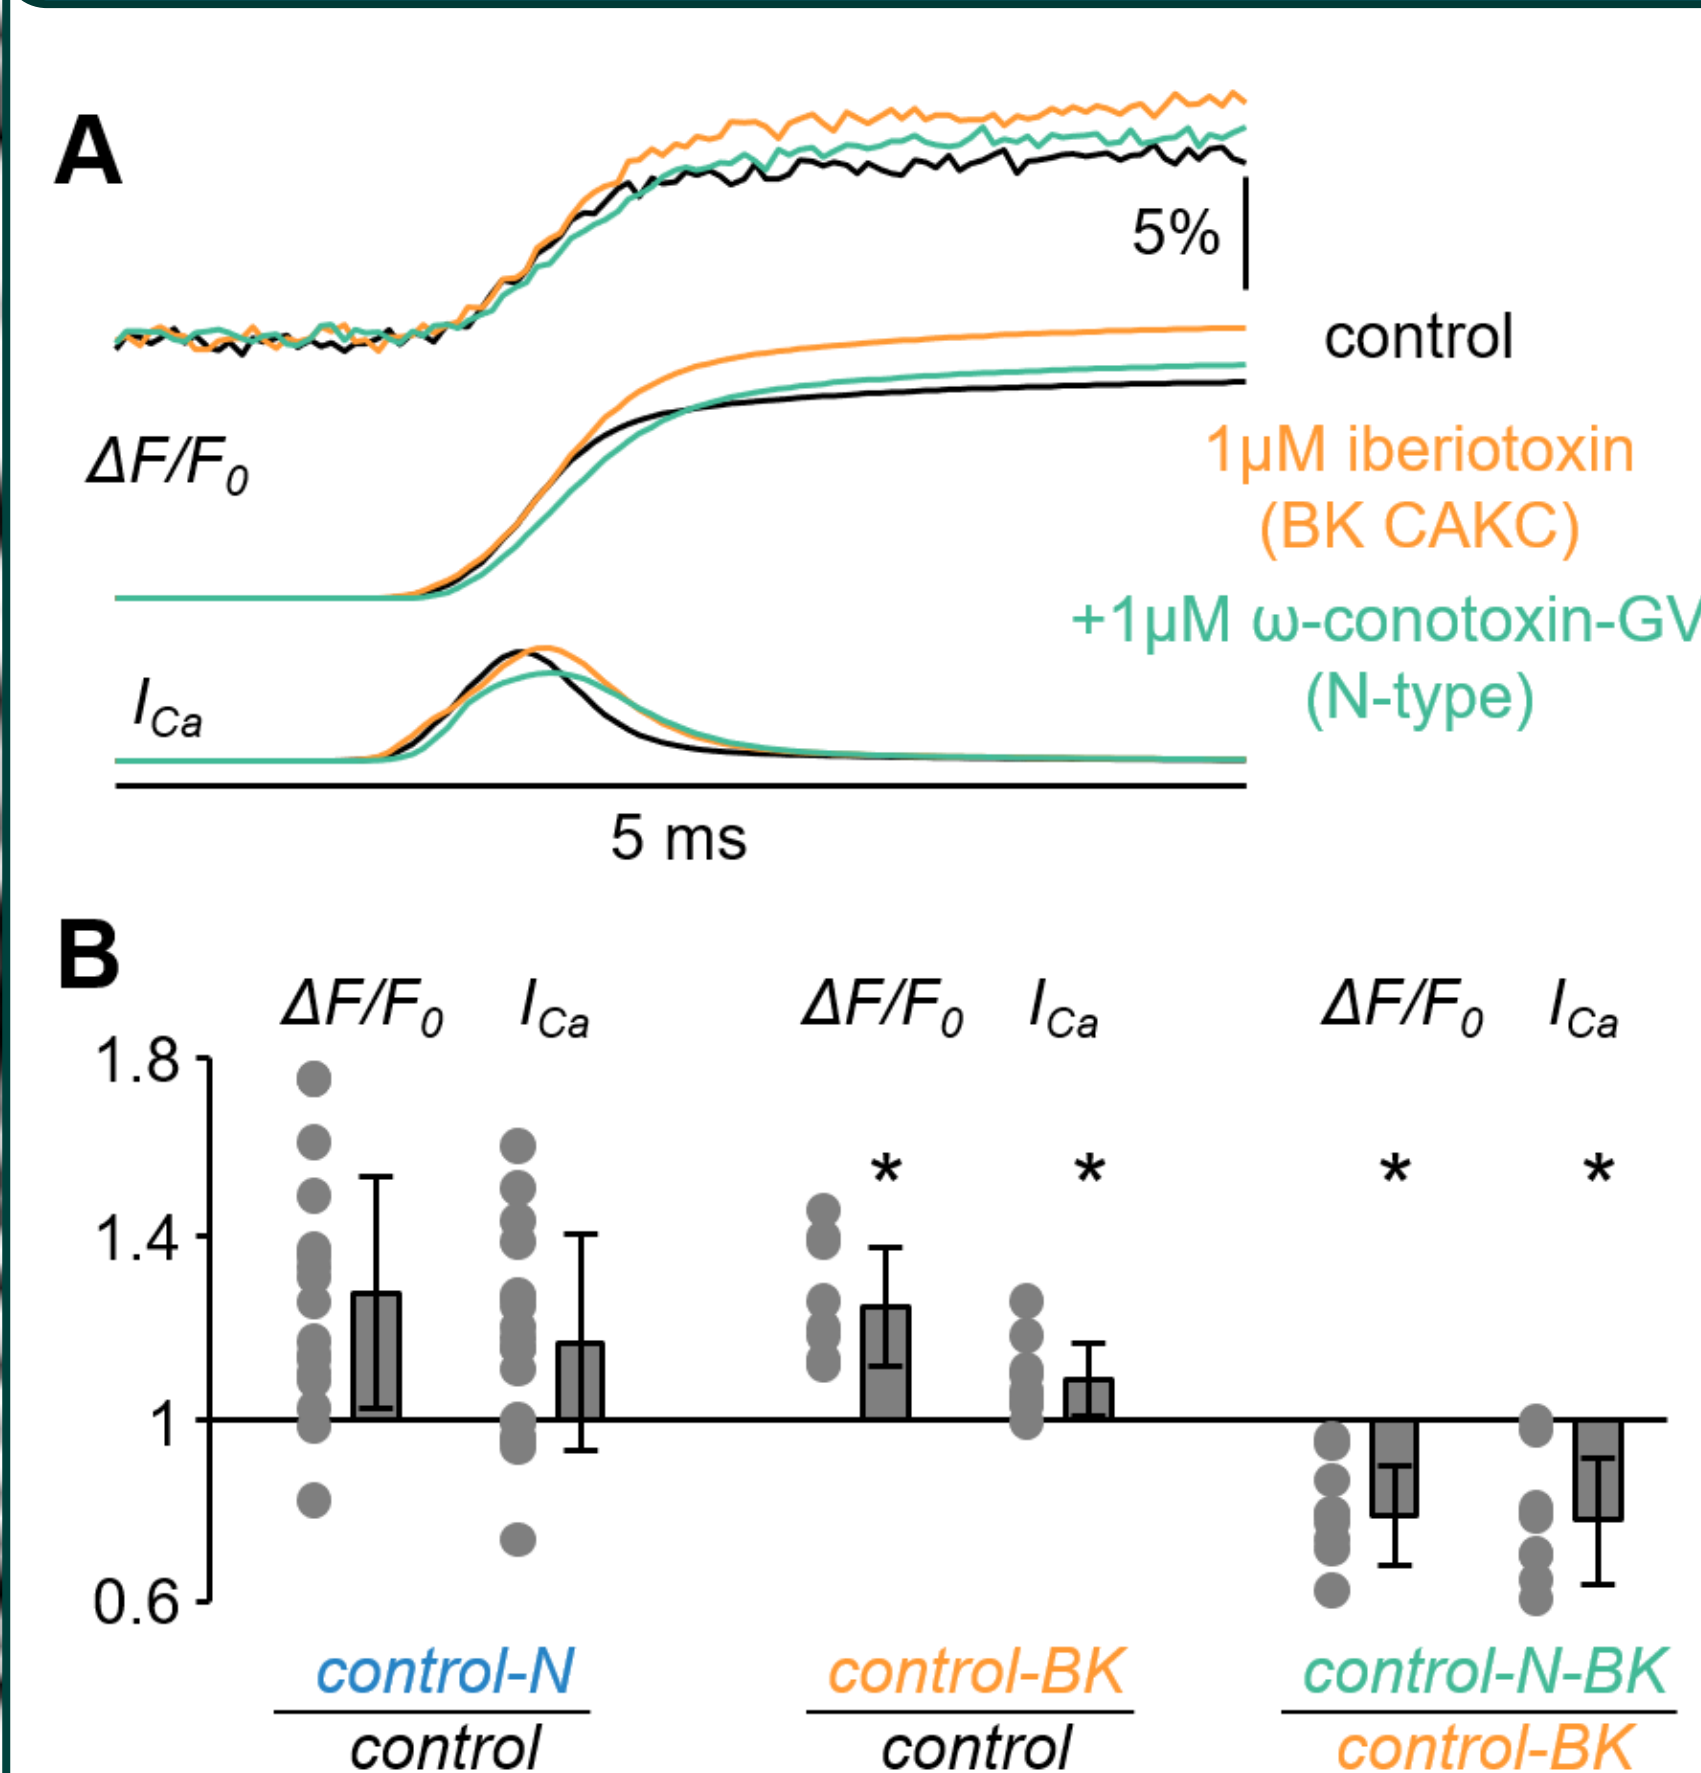 A
5%
control
ΔF/F0
1µM iberiotoxin
(BK CAKC)
+1µM ω-conotoxin-GV
(N-type)
ICa
5 ms
B
ΔF/F0 ICa ΔF/F0 ICa ΔF/F0 ICa
1.8
* * * *
1.4
1
0.6
control-N control-BK control-N-BK
control control control-BK